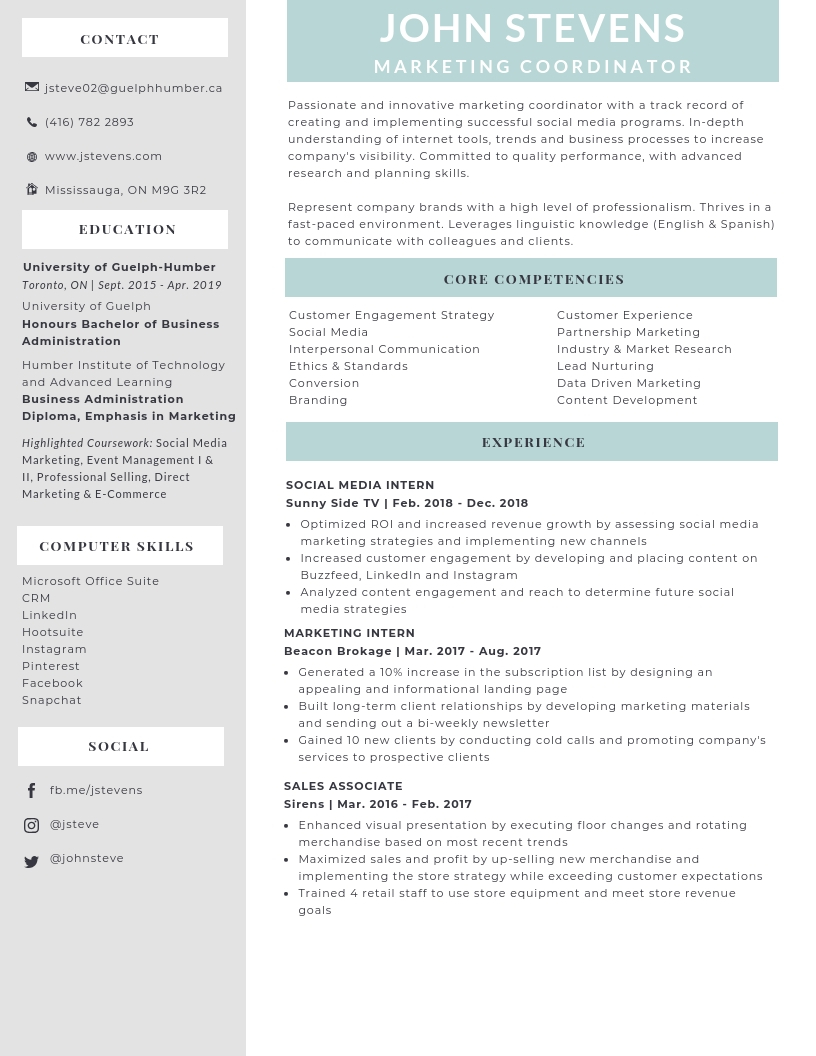 CONTACT
jsteve02@guelphhumber.ca
(416) 782 2893
www.jstevens.com
Mississauga, ON M9G 3R2
EDUCATION
University of Guelph-Humber
Toronto, ON | Sept. 2015 - Apr. 2019
University of Guelph
Honours Bachelor of Business
Administration
Humber Institute of Technology
and Advanced Learning
Business Administration
Diploma, Emphasis in Marketing
Highlighted Coursework: Social Media
Marketing, Event Management I &
II, Professional Selling, Direct
Marketing & E-Commerce
COMPUTER SKILLS
Microsoft Office Suite
CRM
LinkedIn
Hootsuite
Instagram
Pinterest
Facebook
Snapchat
SOCIAL
fb.me/jstevens
@jsteve
@johnsteve
JOHN STEVENS
MARKETING COORDINATOR
Passionate and innovative marketing coordinator with a track record of
creating and implementing successful social media programs. In-depth
understanding of internet tools, trends and business processes to increase
company's visibility. Committed to quality performance, with advanced
research and planning skills.
Represent company brands with a high level of professionalism. Thrives in a
fast-paced environment. Leverages linguistic knowledge (English & Spanish)
to communicate with colleagues and clients.
CORE COMPETENCIES
Customer Engagement Strategy
Social Media
Interpersonal Communication
Ethics & Standards
Conversion
Branding
Customer Experience
Partnership Marketing
Industry & Market Research
Lead Nurturing
Data Driven Marketing
Content Development
EXPERIENCE
SOCIAL MEDIA INTERN
Sunny Side TV | Feb. 2018 - Dec. 2018
• Optimized ROI and increased revenue growth by assessing social media
marketing strategies and implementing new channels
• Increased customer engagement by developing and placing content on
Buzzfeed, LinkedIn and Instagram
• Analyzed content engagement and reach to determine future social
media strategies
MARKETING INTERN
Beacon Brokage | Mar. 2017 - Aug. 2017
• Generated a 10% increase in the subscription list by designing an
appealing and informational landing page
• Built long-term client relationships by developing marketing materials
and sending out a bi-weekly newsletter
• Gained 10 new clients by conducting cold calls and promoting company's
services to prospective clients
SALES ASSOCIATE
Sirens | Mar. 2016 - Feb. 2017
• Enhanced visual presentation by executing floor changes and rotating
merchandise based on most recent trends
• Maximized sales and profit by up-selling new merchandise and
implementing the store strategy while exceeding customer expectations
• Trained 4 retail staff to use store equipment and meet store revenue
goals